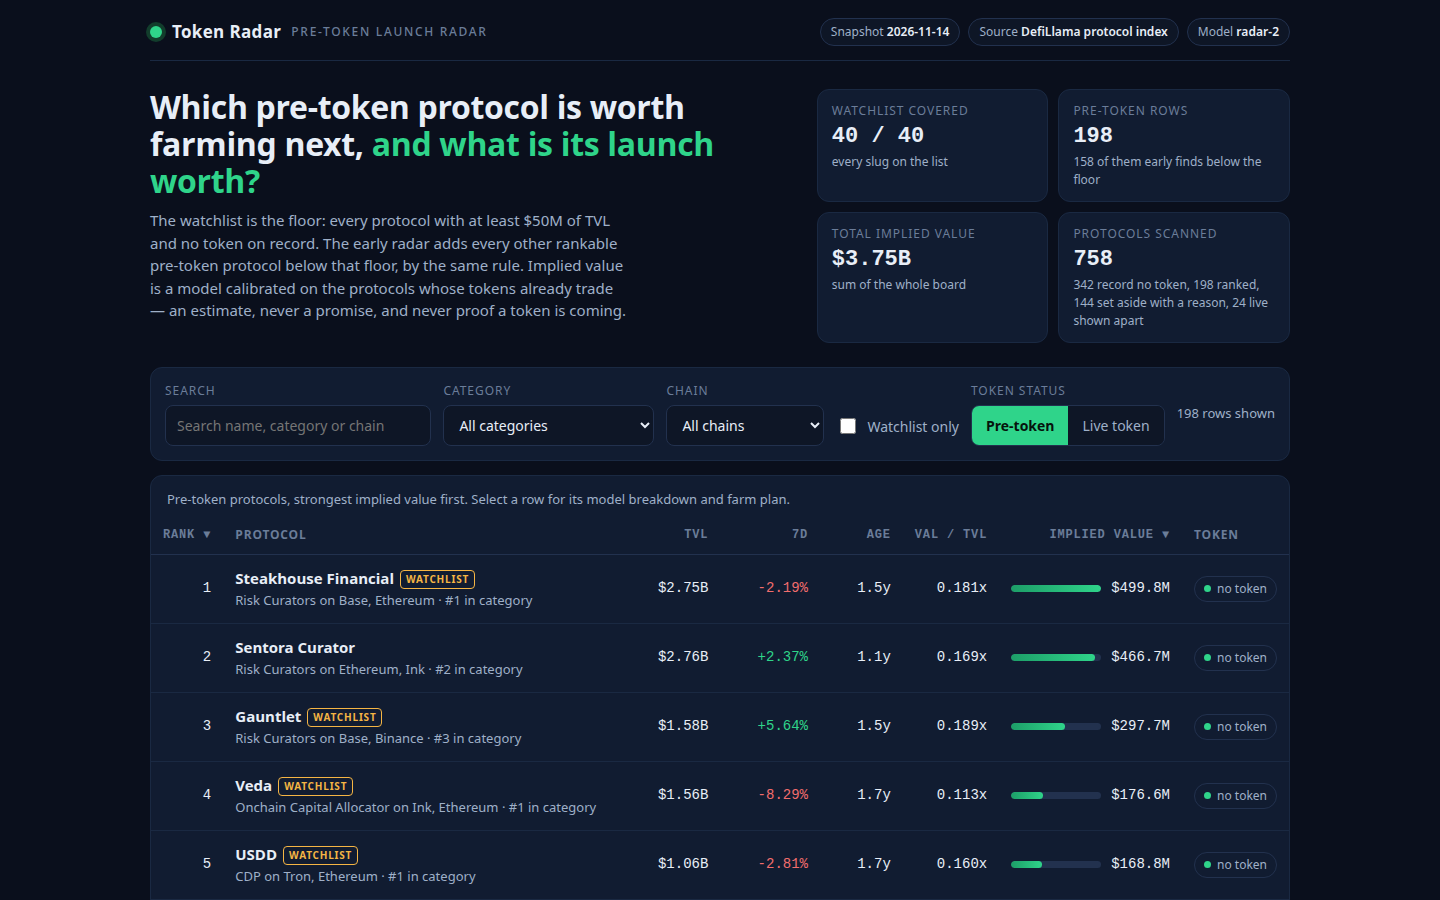 Token Radar PRE-TOKEN LAUNCH RADAR
Snapshot 2026-11-14
Source DefiLlama protocol index
Model radar-2
Which pre-token protocol is worth
farming next, and what is its launch
worth?
The watchlist is the floor: every protocol with at least $50M of TVL
and no token on record. The early radar adds every other rankable
pre-token protocol below that floor, by the same rule. Implied value
is a model calibrated on the protocols whose tokens already trade
— an estimate, never a promise, and never proof a token is coming.
WATCHLIST COVERED
40 / 40
every slug on the list
PRE-TOKEN ROWS
198
158 of them early finds below the
floor
TOTAL IMPLIED VALUE
$3.75B
sum of the whole board
PROTOCOLS SCANNED
758
342 record no token, 198 ranked,
144 set aside with a reason, 24 live
shown apart
SEARCH
Search name, category or chain
CATEGORY
All categories
CHAIN
All chains
Watchlist only
TOKEN STATUS
Pre-token Live token
198 rows shown
Pre-token protocols, strongest implied value first. Select a row for its model breakdown and farm plan.
RANK ▼ PROTOCOL TVL 7D AGE VAL / TVL IMPLIED VALUE ▼ TOKEN
1 Steakhouse Financial WATCHLIST $2.75B -2.19% 1.5y 0.181x $499.8M no token
Risk Curators on Base, Ethereum · #1 in category
2 Sentora Curator $2.76B +2.37% 1.1y 0.169x $466.7M no token
Risk Curators on Ethereum, Ink · #2 in category
3 Gauntlet WATCHLIST $1.58B +5.64% 1.5y 0.189x $297.7M no token
Risk Curators on Base, Binance · #3 in category
4 Veda WATCHLIST $1.56B -8.29% 1.7y 0.113x $176.6M no token
Onchain Capital Allocator on Ink, Ethereum · #1 in category
5 USDD WATCHLIST $1.06B -2.81% 1.7y 0.160x $168.8M no token
CDP on Tron, Ethereum · #1 in category